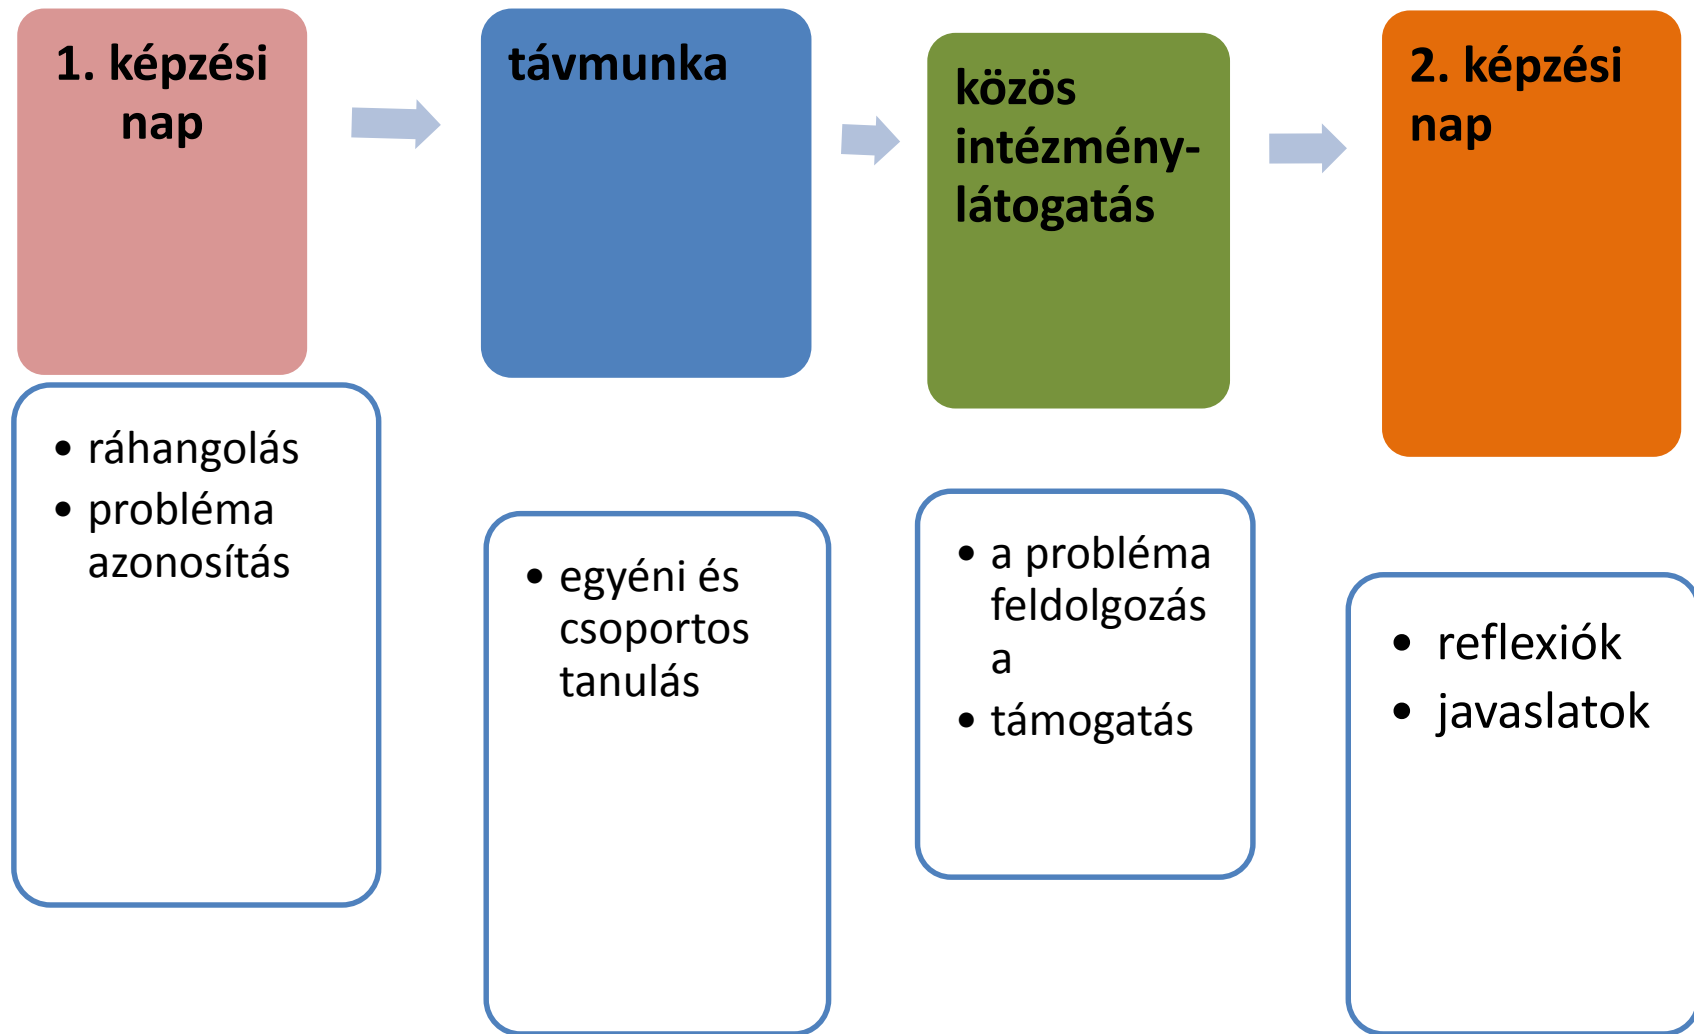 1. képzési
nap
• ráhangolás
• probléma
azonosítás
távmunka
• egyéni és
csoportos
tanulás
közös
intézmény-
látogatás
• a probléma
feldolgozás
a
• támogatás
2. képzési
nap
• reflexiók
• javaslatok